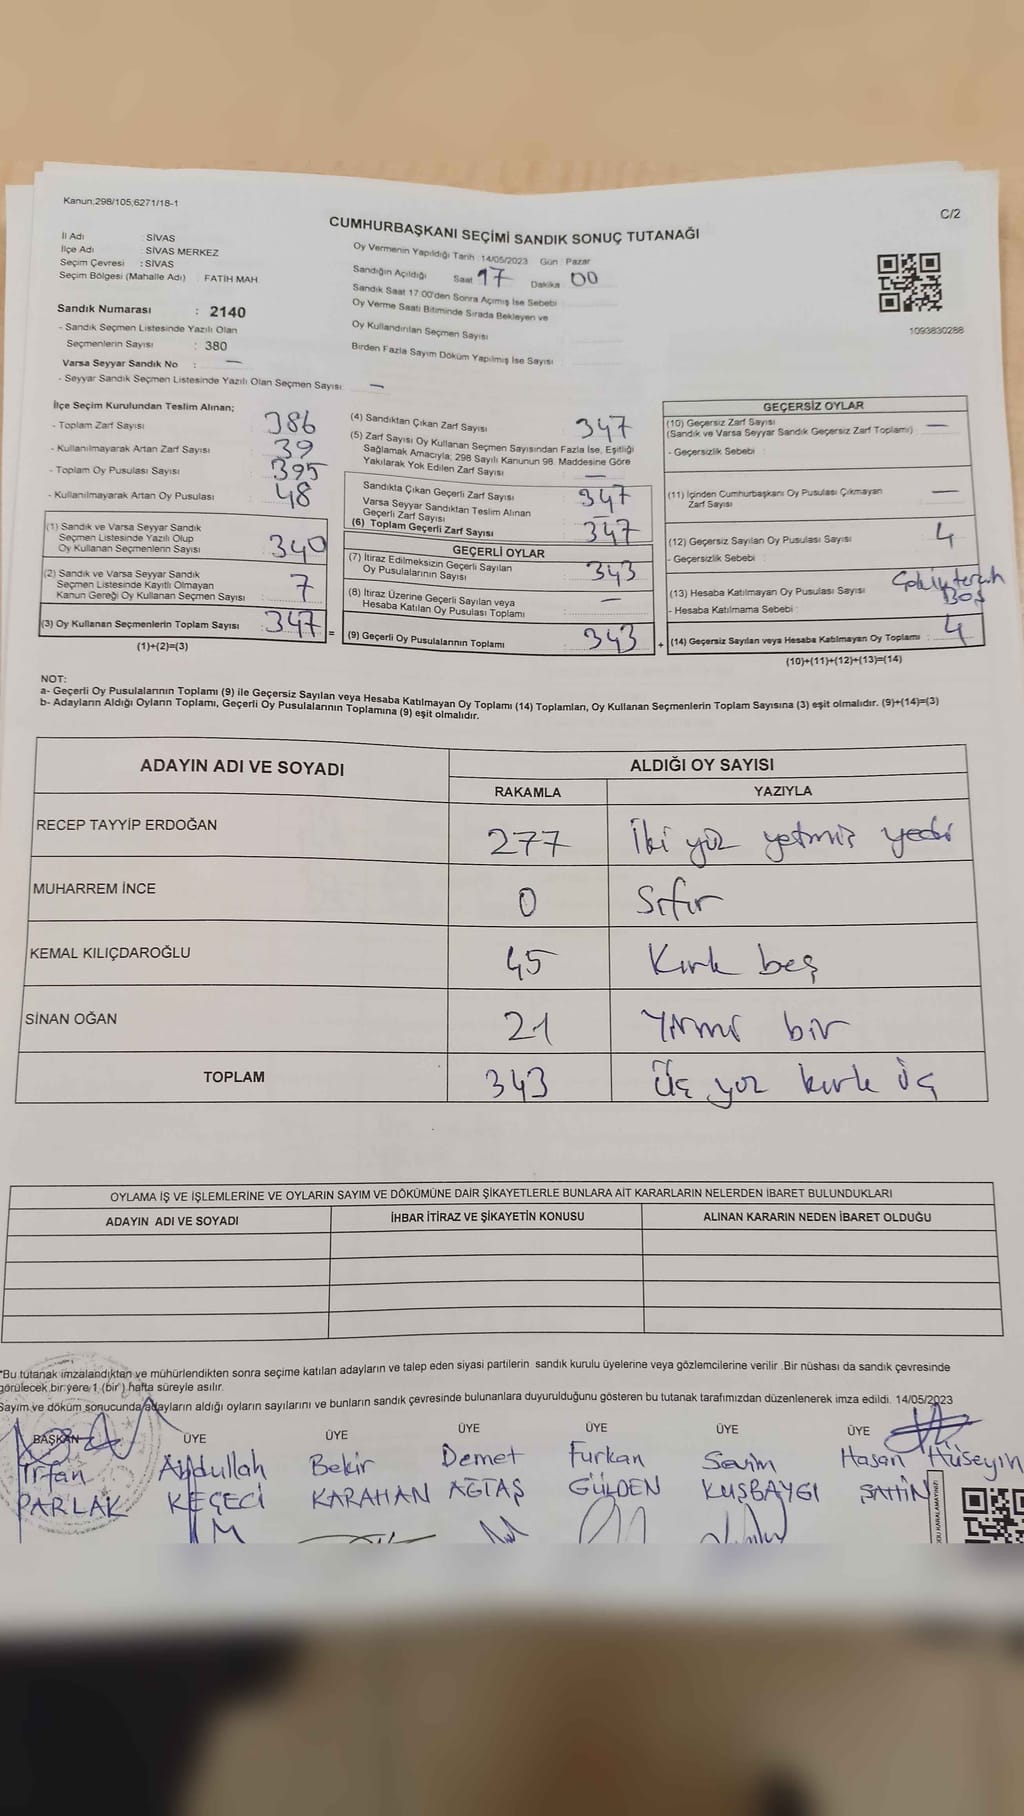 Kanun;298/105;6271/18-1
C/2
CUMHURBAŞKANI SEÇİMİ SANDIK SONUÇ TUTANAĞI
İl Adı : SİVAS
İlçe Adı : SİVAS MERKEZ
Seçim Çevresi : SİVAS
Seçim Bölgesi (Mahalle Adı) : FATİH MAH
Sandık Numarası : 2140
- Sandık Seçmen Listesinde Yazılı Olan
Seçmenlerin Sayısı : 380
Varsa Seyyar Sandık No : —
- Seyyar Sandık Seçmen Listesinde Yazılı Olan Seçmen Sayısı: —
Oy Vermenin Yapıldığı Tarih :14/05/2023 Gün : Pazar
Sandığın Açıldığı Saat 17 Dakika 00
Sandık Saat 17:00'den Sonra Açımış İse Sebebi
Oy Verme Saati Bitiminde Sırada Bekleyen ve
Oy Kullandırılan Seçmen Sayısı
Birden Fazla Sayım Döküm Yapılmış İse Sayısı
1093830288
İlçe Seçim Kurulundan Teslim Alınan;
- Toplam Zarf Sayısı 386
- Kullanılmayarak Artan Zarf Sayısı 39
- Toplam Oy Pusulası Sayısı 395
- Kullanılmayarak Artan Oy Pusulası 48
(1) Sandık ve Varsa Seyyar Sandık
Seçmen Listesinde Yazılı Olup
Oy Kullanan Seçmenlerin Sayısı 340
(2) Sandık ve Varsa Seyyar Sandık
Seçmen Listesinde Kayıtlı Olmayan
Kanun Gereği Oy Kullanan Seçmen Sayısı 7
(3) Oy Kullanan Seçmenlerin Toplam Sayısı : 347 =
(1)+(2)=(3)
(4) Sandıktan Çıkan Zarf Sayısı 347
(5) Zarf Sayısı Oy Kullanan Seçmen Sayısından Fazla İse, Eşitliği
Sağlamak Amacıyla; 298 Sayılı Kanunun 98. Maddesine Göre
Yakılarak Yok Edilen Zarf Sayısı —
Sandıkta Çıkan Geçerli Zarf Sayısı 347
Varsa Seyyar Sandıktan Teslim Alınan
Geçerli Zarf Sayısı
(6) Toplam Geçerli Zarf Sayısı 347
GEÇERLİ OYLAR
(7) İtiraz Edilmeksizin Geçerli Sayılan
Oy Pusulalarının Sayısı 343
(8) İtiraz Üzerine Geçerli Sayılan veya
Hesaba Katılan Oy Pusulası Toplamı —
(9) Geçerli Oy Pusulalarının Toplamı 343 +
GEÇERSİZ OYLAR
(10) Geçersiz Zarf Sayısı
(Sandık ve Varsa Seyyar Sandık Geçersiz Zarf Toplamı) —
- Geçersizlik Sebebi :
(11) İçinden Cumhurbaşkanı Oy Pusulası Çıkmayan
Zarf Sayısı —
(12) Geçersiz Sayılan Oy Pusulası Sayısı 4
- Geçersizlik Sebebi :
(13) Hesaba Katılmayan Oy Pusulası Sayısı
- Hesaba Katılmama Sebebi : BOŞ
(14) Geçersiz Sayılan veya Hesaba Katılmayan Oy Toplamı : 4
(10)+(11)+(12)+(13)=(14)
NOT:
a- Geçerli Oy Pusulalarının Toplamı (9) ile Geçersiz Sayılan veya Hesaba Katılmayan Oy Toplamı (14) Toplamları, Oy Kullanan Seçmenlerin Toplam Sayısına (3) eşit olmalıdır. (9)+(14)=(3)
b- Adayların Aldığı Oyların Toplamı, Geçerli Oy Pusulalarının Toplamına (9) eşit olmalıdır.
ADAYIN ADI VE SOYADI ALDIĞI OY SAYISI
RAKAMLA YAZIYLA
RECEP TAYYİP ERDOĞAN 277 İki yüz yetmiş yedi
MUHARREM İNCE 0 Sıfır
KEMAL KILIÇDAROĞLU 45 Kırk beş
SİNAN OĞAN 21 Yirmi bir
TOPLAM 343 Üç yüz kırk üç
OYLAMA İŞ VE İŞLEMLERİNE VE OYLARIN SAYIM VE DÖKÜMÜNE DAİR ŞİKAYETLERLE BUNLARA AİT KARARLARIN NELERDEN İBARET BULUNDUKLARI
ADAYIN ADI VE SOYADI İHBAR İTİRAZ VE ŞİKAYETİN KONUSU ALINAN KARARIN NEDEN İBARET OLDUĞU
*Bu tutanak imzalandıktan ve mühürlendikten sonra seçime katılan adayların ve talep eden siyasi partilerin sandık kurulu üyelerine veya gözlemcilerine verilir .Bir nüshası da sandık çevresinde
görülecek bir yere 1 (bir) hafta süreyle asılır.
Sayım ve döküm sonucunda adayların aldığı oyların sayılarını ve bunların sandık çevresinde bulunanlara duyurulduğunu gösteren bu tutanak tarafımızdan düzenlenerek imza edildi. 14/05/2023
BAŞKAN ÜYE ÜYE ÜYE ÜYE ÜYE ÜYE
İrfan Abdullah Bekir Demet Furkan Sevim Hasan Hüseyin
PARLAK KEÇECİ KARAHAN AĞTAŞ GÜLDEN KUŞBAYGI ŞAHİN